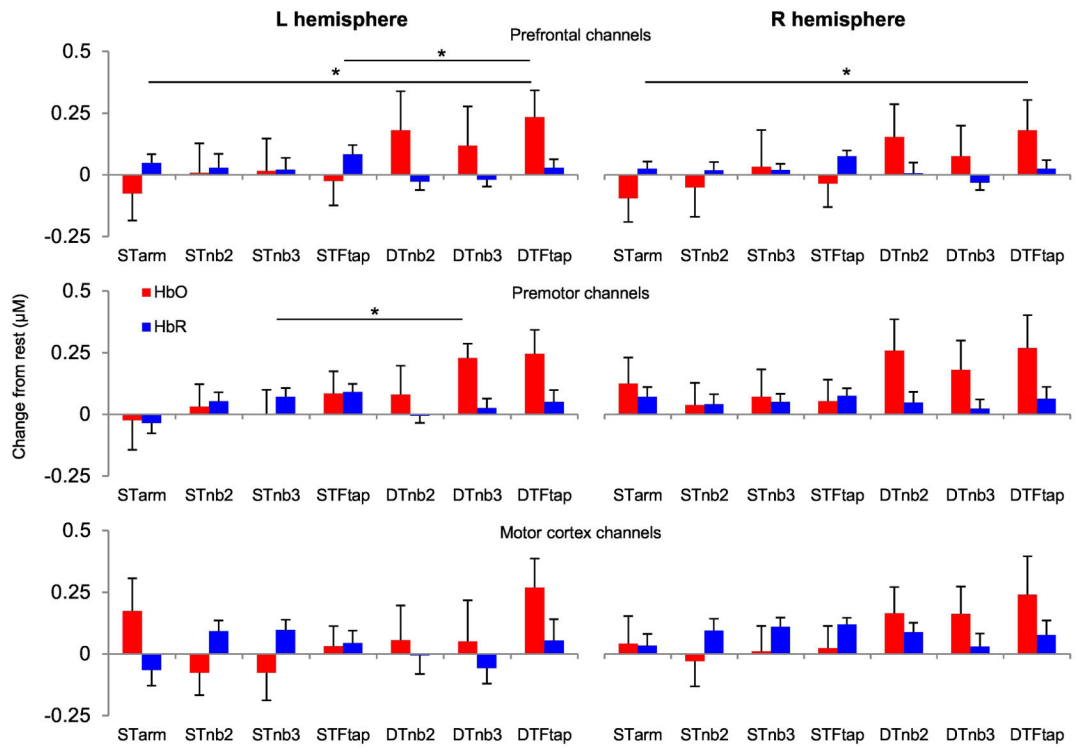 L hemisphere R hemisphere
Prefrontal channels
0.5
* * *
0.25
0
-0.25
STarm STnb2 STnb3 STFtap DTnb2 DTnb3 DTFtap STarm STnb2 STnb3 STFtap DTnb2 DTnb3 DTFtap
Change from rest (µM)
Premotor channels
0.5
HbO
HbR
*
0.25
0
-0.25
STarm STnb2 STnb3 STFtap DTnb2 DTnb3 DTFtap STarm STnb2 STnb3 STFtap DTnb2 DTnb3 DTFtap
Motor cortex channels
0.5
0.25
0
-0.25
STarm STnb2 STnb3 STFtap DTnb2 DTnb3 DTFtap STarm STnb2 STnb3 STFtap DTnb2 DTnb3 DTFtap